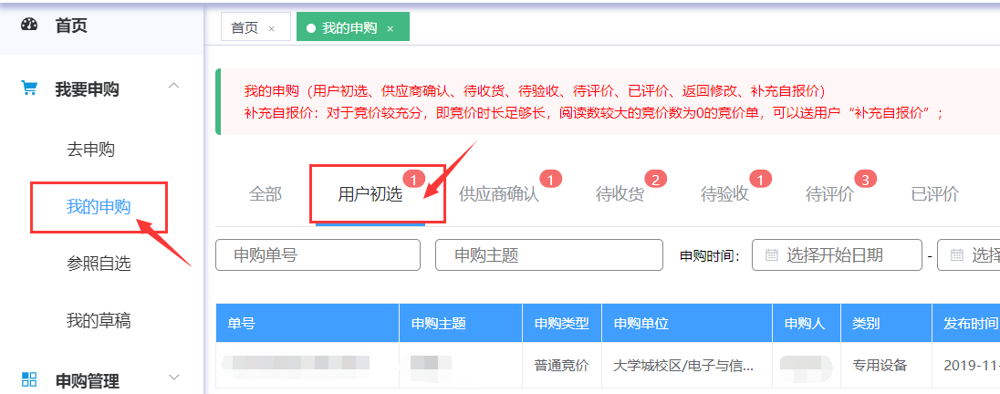 首页
我要申购
去申购
我的申购
参照自选
我的草稿
申购管理
首页 × 我的申购 ×
我的申购（用户初选、供应商确认、待收货、待验收、待评价、已评价、返回修改、补充自报价）
补充自报价：对于竞价较充分，即竞价时长足够长，阅读数较大的竞价数为0的竞价单，可以送用户“补充自报价”；
全部 用户初选 1 供应商确认 1 待收货 2 待验收 1 待评价 3 已评价
申购单号 申购主题 申购时间： 选择开始日期 - 选择
单号 申购主题 申购类型 申购单位 申购人 类别 发布时间
普通竞价 大学城校区/电子与信... 专用设备 2019-11-